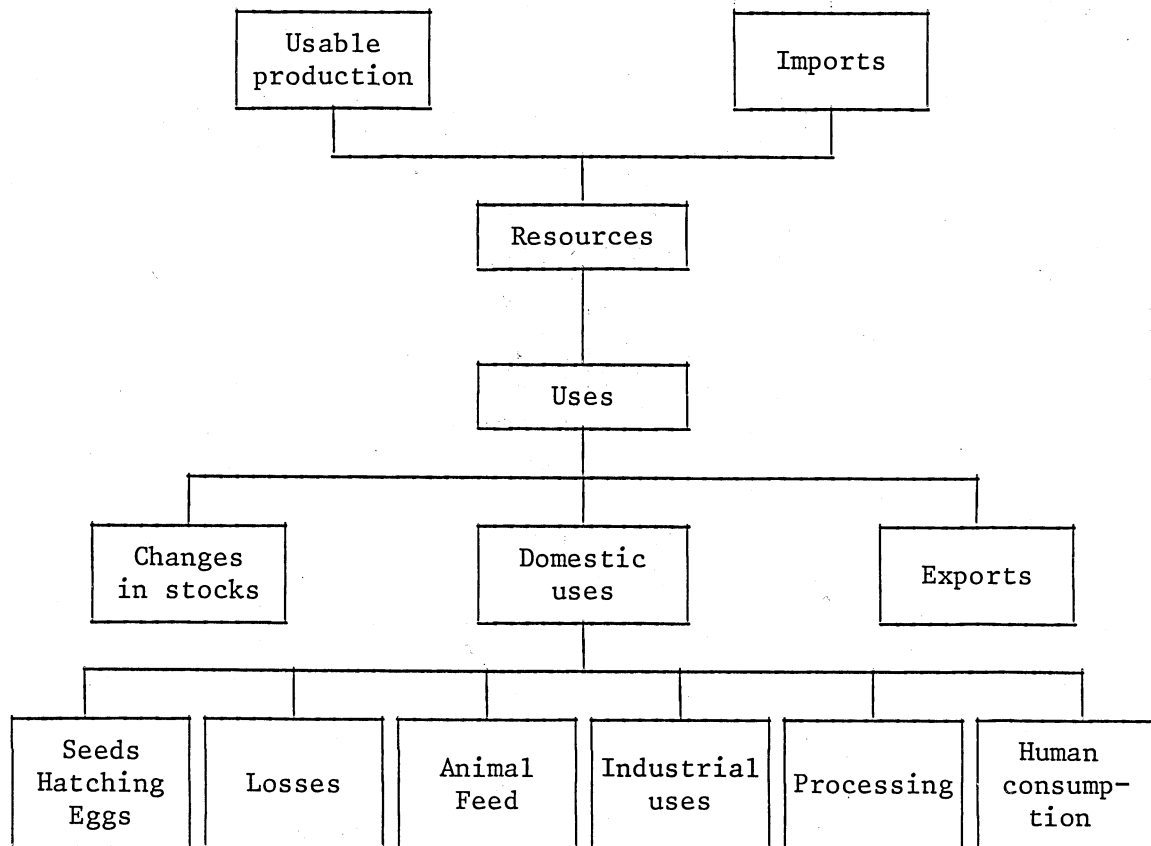 Usable
production
Imports
Resources
Uses
Changes
in stocks
Domestic
uses
Exports
Seeds
Hatching
Eggs
Losses
Animal
Feed
Industrial
uses
Processing
Human
consump-
tion